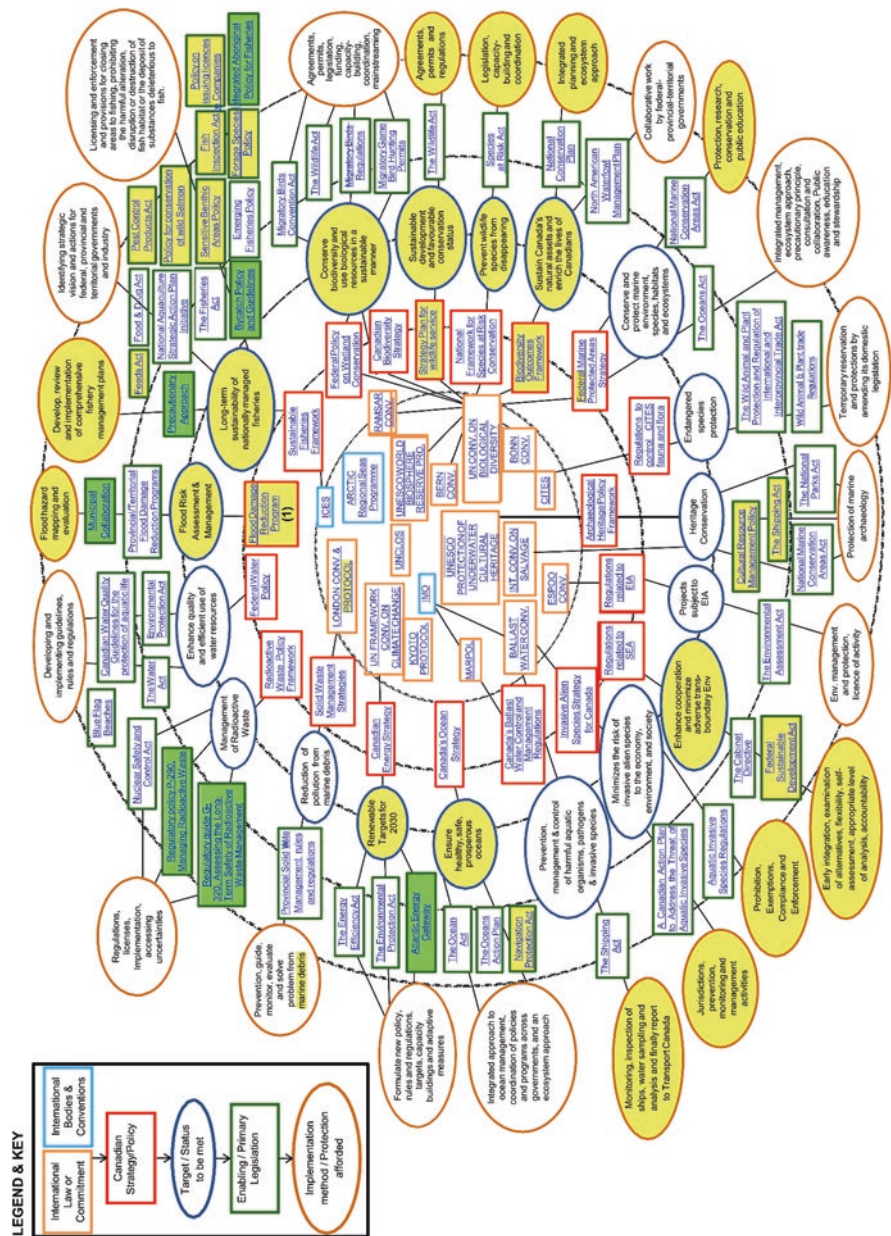 LEGEND & KEY
International
Law or
Commitment
International
Bodies &
Conventions
Canadian
Strategy/Policy
Target / Status
to be met
Enabling / Primary
Legislation
Implementation
method / Protection
afforded
Regulations,
licenses,
Implementation,
accessing
uncertainties
Developing and
implementing guidelines,
rules and regulations
Flood hazard
mapping and
evaluation
Develop, review
and implementation
of comprehensive
fishery
management plans
Identifying strategic
vision and actions for
federal, provincial and
territorial governments
and industry
Licensing and enforcement
and provisions for closing
areas to fishing, prohibiting
the harmful alteration,
disruption or destruction of
fish habitat or the deposit of
substances deleterious to
fish.
Blue Flag
Beaches
Canadian Water Quality
Guidelines for the
protection of aquatic life
The Water
Act
Environmental
Protection Act
Nuclear Safety and
Control Act
Regulatory policy P-290,
Managing Radioactive Waste
Regulatory guide G-
320, Assessing the Long-
Term Safety of Radioactive
Waste Management
Municipal
Collaboration
Provincial/Territorial
Flood Damage
Reduction Programs
Precautionary
Approach
Feeds Act
Food & Drug Act
National Aquaculture
Strategic Action Plan
Initiative
The Fisheries
Act
Bycatch Policy
and Guidelines
Pest Control
Products Act
Policy for conservation
of wild Salmon
Sensitive Benthic
Areas Policy
Emerging
Fisheries Policy
Policy on
issuing licences
Companies
Fish
Inspection Act
Forage Species
Policy
Integrated Aboriginal
Policy for Fisheries
Enhance quality
and efficient use of
water resources
Management
of Radioactive
Waste
Flood Risk
Assessment &
Management
Long-term
sustainability of
nationally managed
fisheries
Flood Damage
Reduction
Program
(1)
Federal Water
Policy
Radioactive
Waste Policy
Framework
Solid Waste
Management
Strategies
Sustainable
Fisheries
Framework
Reduction of
pollution from
marine debris
Provincial Solid Wste
Management, rules
and regulations
Prevention, guide,
monitor, evaluate
and solve
problem from
marine debris
Agreements,
permits,
legislation,
funding,
capacity-
building,
coordination,
mainstreaming
Migratory Birds
Convention Act
The Wildlife Act
Migratory Birds
Regulations
Migratory Game
Bird Hunting
Permits
Conserve
biodiversity and
use biological
resources in a
sustainable
manner
Federal Policy
on Wetland
Conservation
Canadian
Biodiversity
Strategy
Strategy Plan for
wildlife service
Sustainable
development
and favourable
conservation
status
The Wildlife Act
Agreements,
permits and
regulations
National
Framework for
Species at Risk
Conservation
Prevent wildlife
species from
disappearing
Species
at Risk Act
Legislation,
capacity-
building and
coordination
Biodiversity
Outcomes
Framework
Sustain Canada's
natural assets and
enrich the lives of
Canadians
National
Conservation
Plan
Integrated
planning and
ecosystem
approach
North American
Waterfowl
Management Plan
Collaborative work
by federal-
provincial-territorial
governments
Federal Marine
Protected Areas
Strategy
Conserve and
protect marine
environment,
species, habitats
and ecosystems
National Marine
Conservation
Areas Act
Protection, research,
conservation and
public education
The Oceans Act
Integrated management,
ecosystem approach,
precautionary principle,
consultation and
collaboration, Public
awareness, education
and stewardship
RAMSAR
CONV.
ICES
ARCTIC
Regional Seas
Programme
UNESCO WORLD
BIOSPHERE
RESERVE PRO.
BERN
CONV.
UN CONV. ON
BIOLOGICAL
DIVERSITY
BONN
CONV.
CITES
UNCLOS
LONDON CONV. &
PROTOCOL
UN FRAMEWORK
CONV. ON
CLIMATE CHANGE
KYOTO
PROTOCOL
IMO
MARPOL
UNESCO
PROTECTION OF
UNDERWATER
CULTURAL
HERITAGE
INT. CONV. ON
SALVAGE
BALLAST
WATER CONV.
ESPOO
CONV.
Canadian
Energy Strategy
Renewable
Targets for
2030
The Energy
Efficiency Act
The Environmental
Protection Act
Atlantic Energy
Gateway
Formulate new policy,
rules and regulations,
targets, capacity
buildings and adaptive
measures
Canada's Ocean
Strategy
Ensure
healthy, safe,
prosperous
oceans
The Ocean
Act
The Oceans
Action Plan
Navigation
Protection Act
Integrated approach to
ocean management,
coordination of policies
and programs across
governments, and an
ecosystem approach
Canada's Ballast
Water Control and
Management
Regulations
Prevention,
management & control
of harmful aquatic
organisms, pathogens
& invasive species
The Shipping
Act
Monitoring, inspection of
ships, water sampling and
analysis and finally report
to Transport Canada
Invasive Alien
Species Strategy
for Canada
Minimizes the risk of
invasive alien species
to the economy,
environment, and society
A Canadian Action Plan
to Address the Threat of
Aquatic Invasive Species
Jurisdictions,
prevention,
monitoring and
management
activities
Aquatic Invasive
Species Regulations
Prohibition,
Exemptions,
Compliance and
Enforcement
Regulations
related to
SEA
Enhance cooperation
and minimize
adverse trans-
boundary Env
The Cabinet
Directive
Federal
Sustainable
Development Act
Early integration, examination
of alternatives, flexibility, self-
assessment, appropriate level
of analysis, accountability
Regulations
related to EIA
Projects
subject to
EIA
The Environmental
Assessment Act
Env. management
and protection,
licence of activity
Archaeological
Heritage Policy
Framework
Heritage
Conservation
Cultural Resource
Management Policy
The Shipping Act
National Marine
Conservation
Areas Act
The National
Parks Act
Protection of marine
archaeology
Regulations to
control CITES
fauna and flora
Endangered
species
protection
The Wild Animal and Plant
Protection and Regulation of
International and
Interprovincial Trade Act
Wild Animal & Plant trade
Regulations
Temporary reservation
and protections by
amending its domestic
legislation